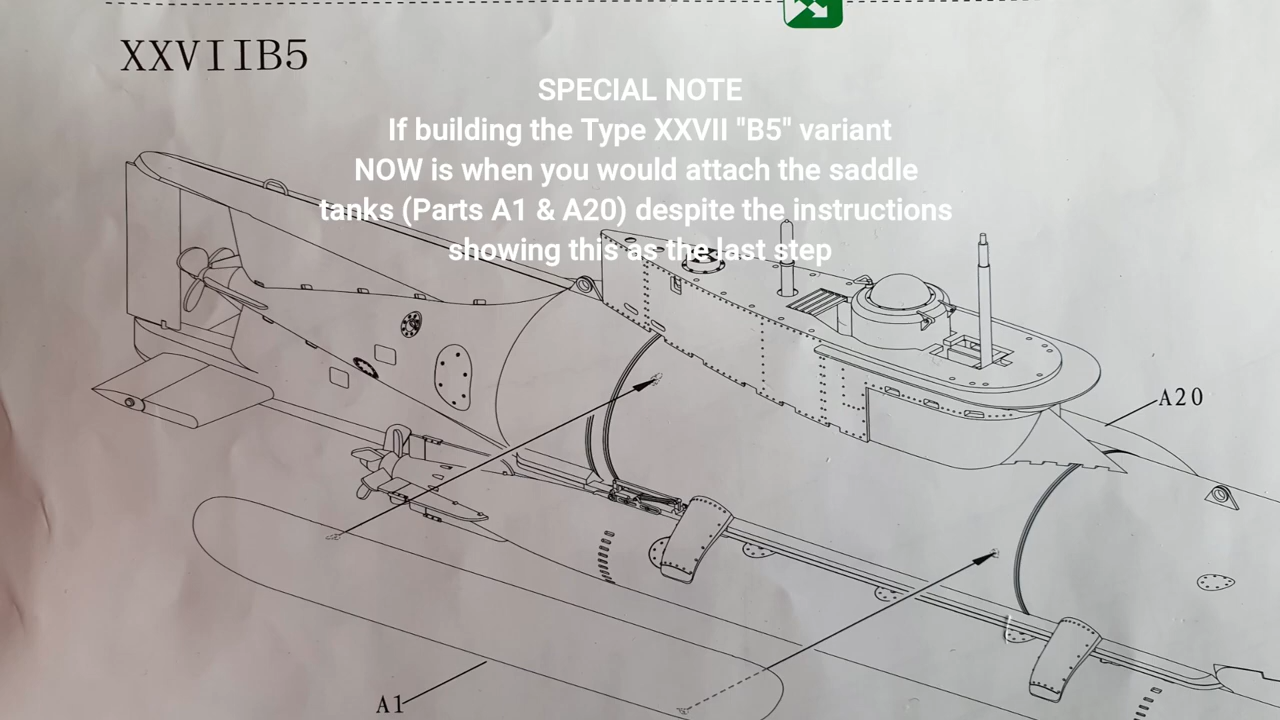 XXVIIB5
SPECIAL NOTE
If building the Type XXVII "B5" variant
NOW is when you would attach the saddle
tanks (Parts A1 & A20) despite the instructions
showing this as the last step
A20
A1